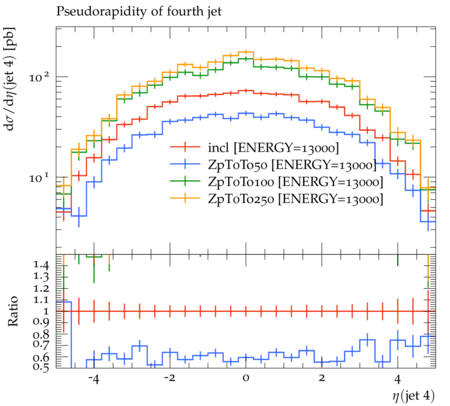 Pseudorapidity of fourth jet
dσ/dη(jet 4) [pb]
10²
10¹
incl [ENERGY=13000]
ZpToTo50 [ENERGY=13000]
ZpToTo100 [ENERGY=13000]
ZpToTo250 [ENERGY=13000]
Ratio
1.4
1.3
1.2
1.1
1
0.9
0.8
0.7
0.6
0.5
-4 -2 0 2 4
η(jet 4)